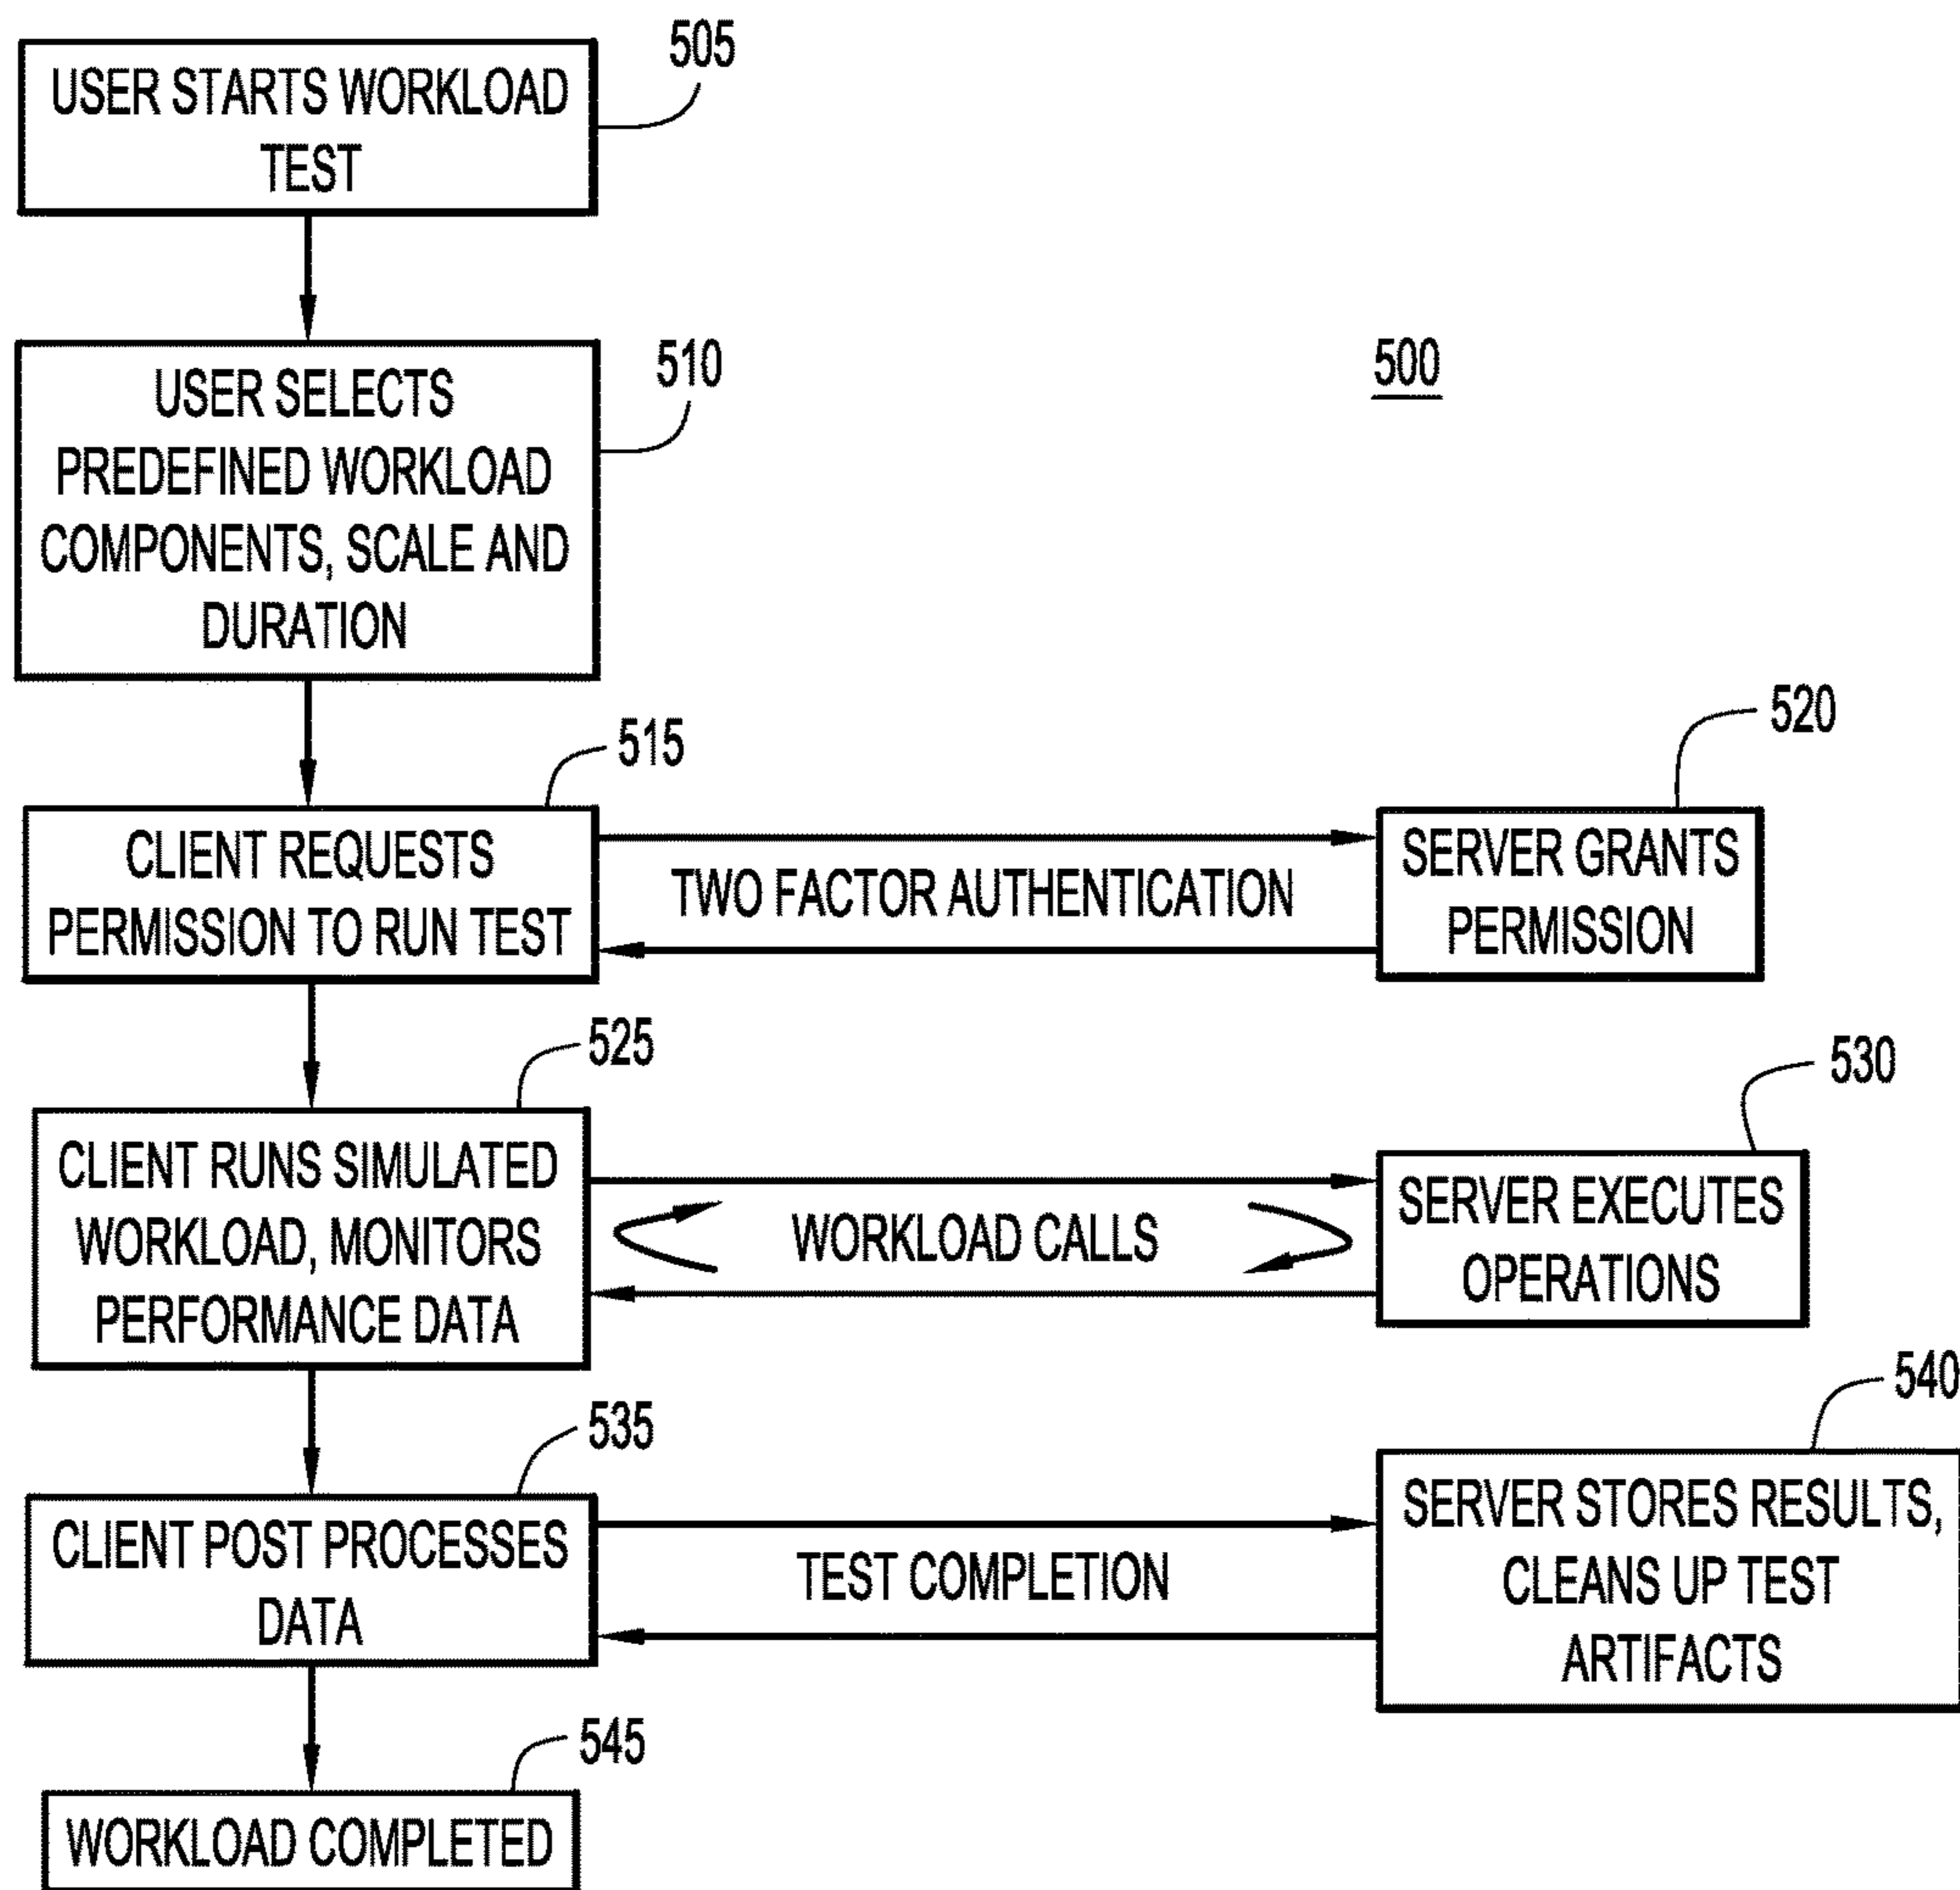 505
USER STARTS WORKLOAD
TEST
510
USER SELECTS
PREDEFINED WORKLOAD
COMPONENTS, SCALE AND
DURATION
500
515
CLIENT REQUESTS
PERMISSION TO RUN TEST
TWO FACTOR AUTHENTICATION
520
SERVER GRANTS
PERMISSION
525
CLIENT RUNS SIMULATED
WORKLOAD, MONITORS
PERFORMANCE DATA
WORKLOAD CALLS
530
SERVER EXECUTES
OPERATIONS
535
CLIENT POST PROCESSES
DATA
TEST COMPLETION
540
SERVER STORES RESULTS,
CLEANS UP TEST
ARTIFACTS
545
WORKLOAD COMPLETED